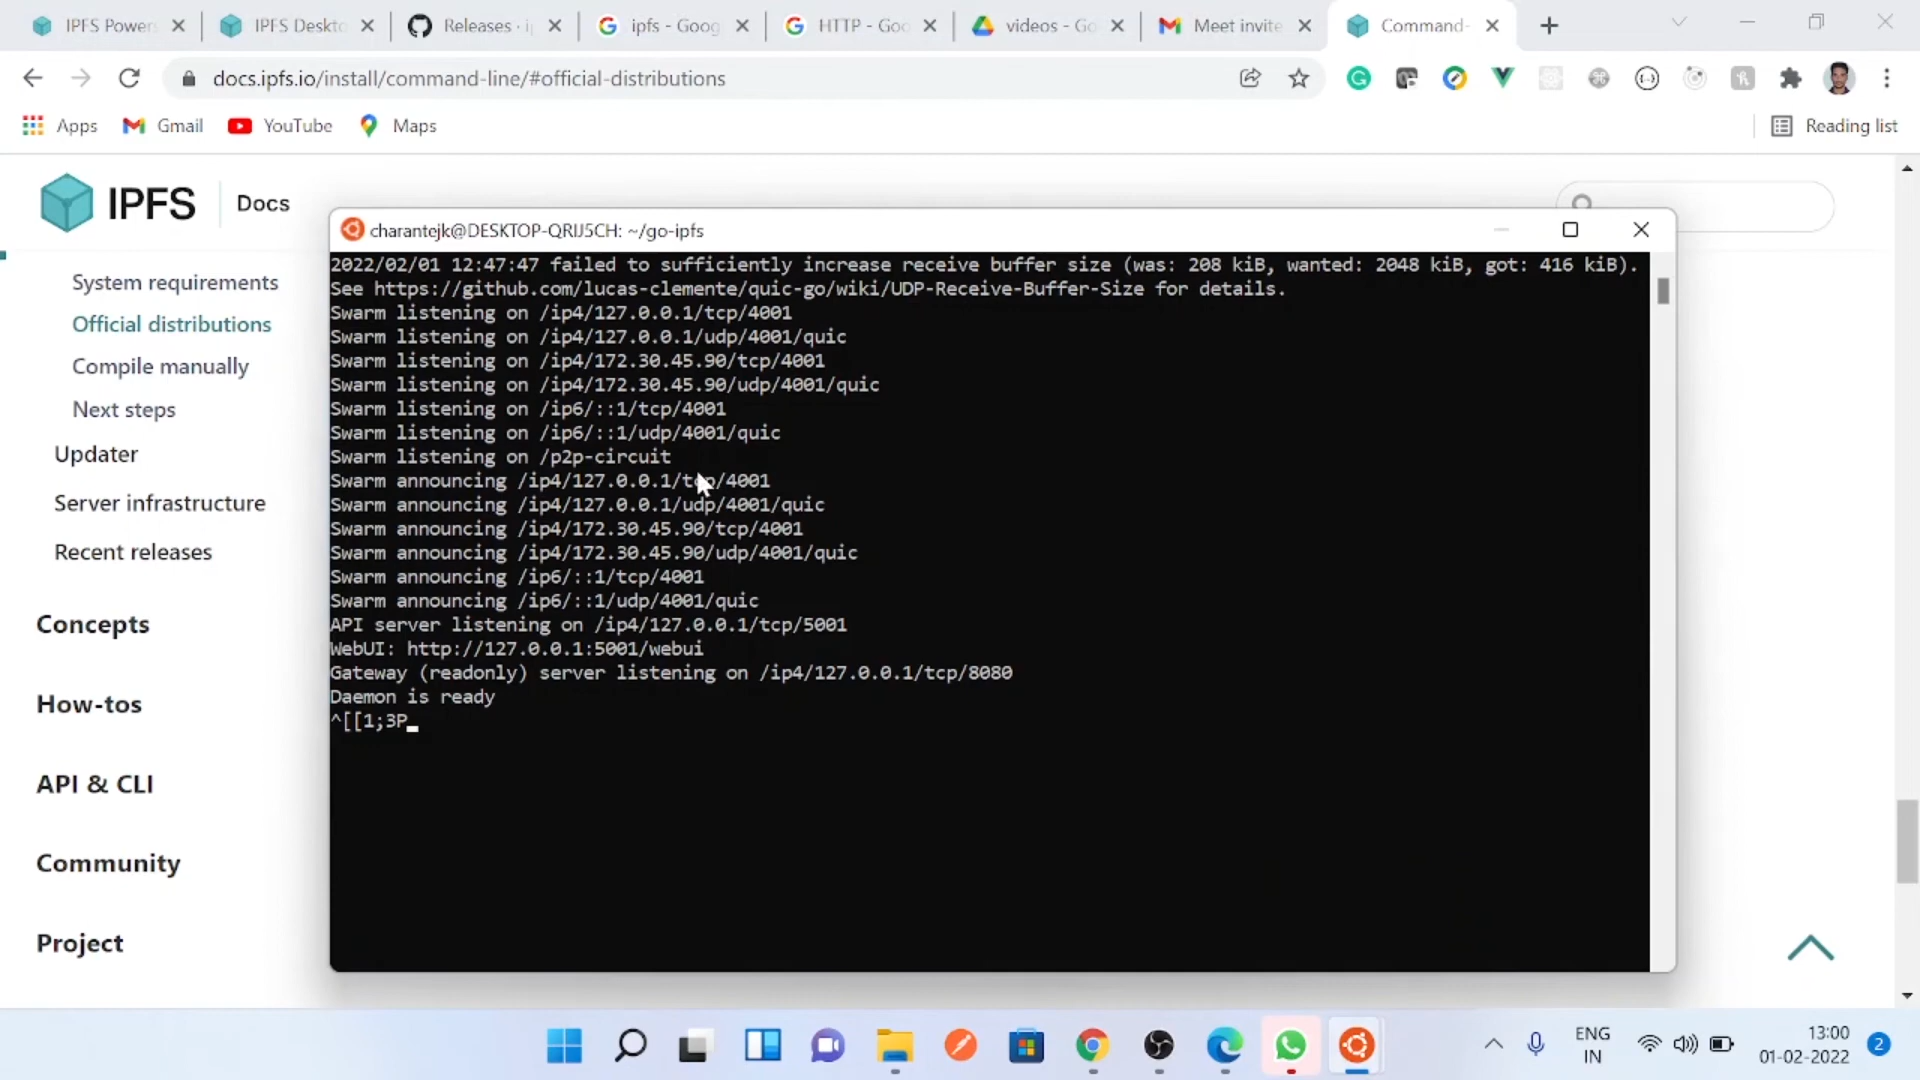 IPFS Power
IPFS Deskto
Releases · i
ipfs - Goog
HTTP - Goo
videos - Go
Meet invite
Command-
docs.ipfs.io/install/command-line/#official-distributions
Apps
Gmail
YouTube
Maps
Reading list
IPFS
Docs
System requirements
Official distributions
Compile manually
Next steps
Updater
Server infrastructure
Recent releases
Concepts
How-tos
API & CLI
Community
Project
charantejk@DESKTOP-QRIJ5CH: ~/go-ipfs
2022/02/01 12:47:47 failed to sufficiently increase receive buffer size (was: 208 kiB, wanted: 2048 kiB, got: 416 kiB).
See https://github.com/lucas-clemente/quic-go/wiki/UDP-Receive-Buffer-Size for details.
Swarm listening on /ip4/127.0.0.1/tcp/4001
Swarm listening on /ip4/127.0.0.1/udp/4001/quic
Swarm listening on /ip4/172.30.45.90/tcp/4001
Swarm listening on /ip4/172.30.45.90/udp/4001/quic
Swarm listening on /ip6/::1/tcp/4001
Swarm listening on /ip6/::1/udp/4001/quic
Swarm listening on /p2p-circuit
Swarm announcing /ip4/127.0.0.1/tcp/4001
Swarm announcing /ip4/127.0.0.1/udp/4001/quic
Swarm announcing /ip4/172.30.45.90/tcp/4001
Swarm announcing /ip4/172.30.45.90/udp/4001/quic
Swarm announcing /ip6/::1/tcp/4001
Swarm announcing /ip6/::1/udp/4001/quic
API server listening on /ip4/127.0.0.1/tcp/5001
WebUI: http://127.0.0.1:5001/webui
Gateway (readonly) server listening on /ip4/127.0.0.1/tcp/8080
Daemon is ready
^[[1;3P
ENG
IN
13:00
01-02-2022
2